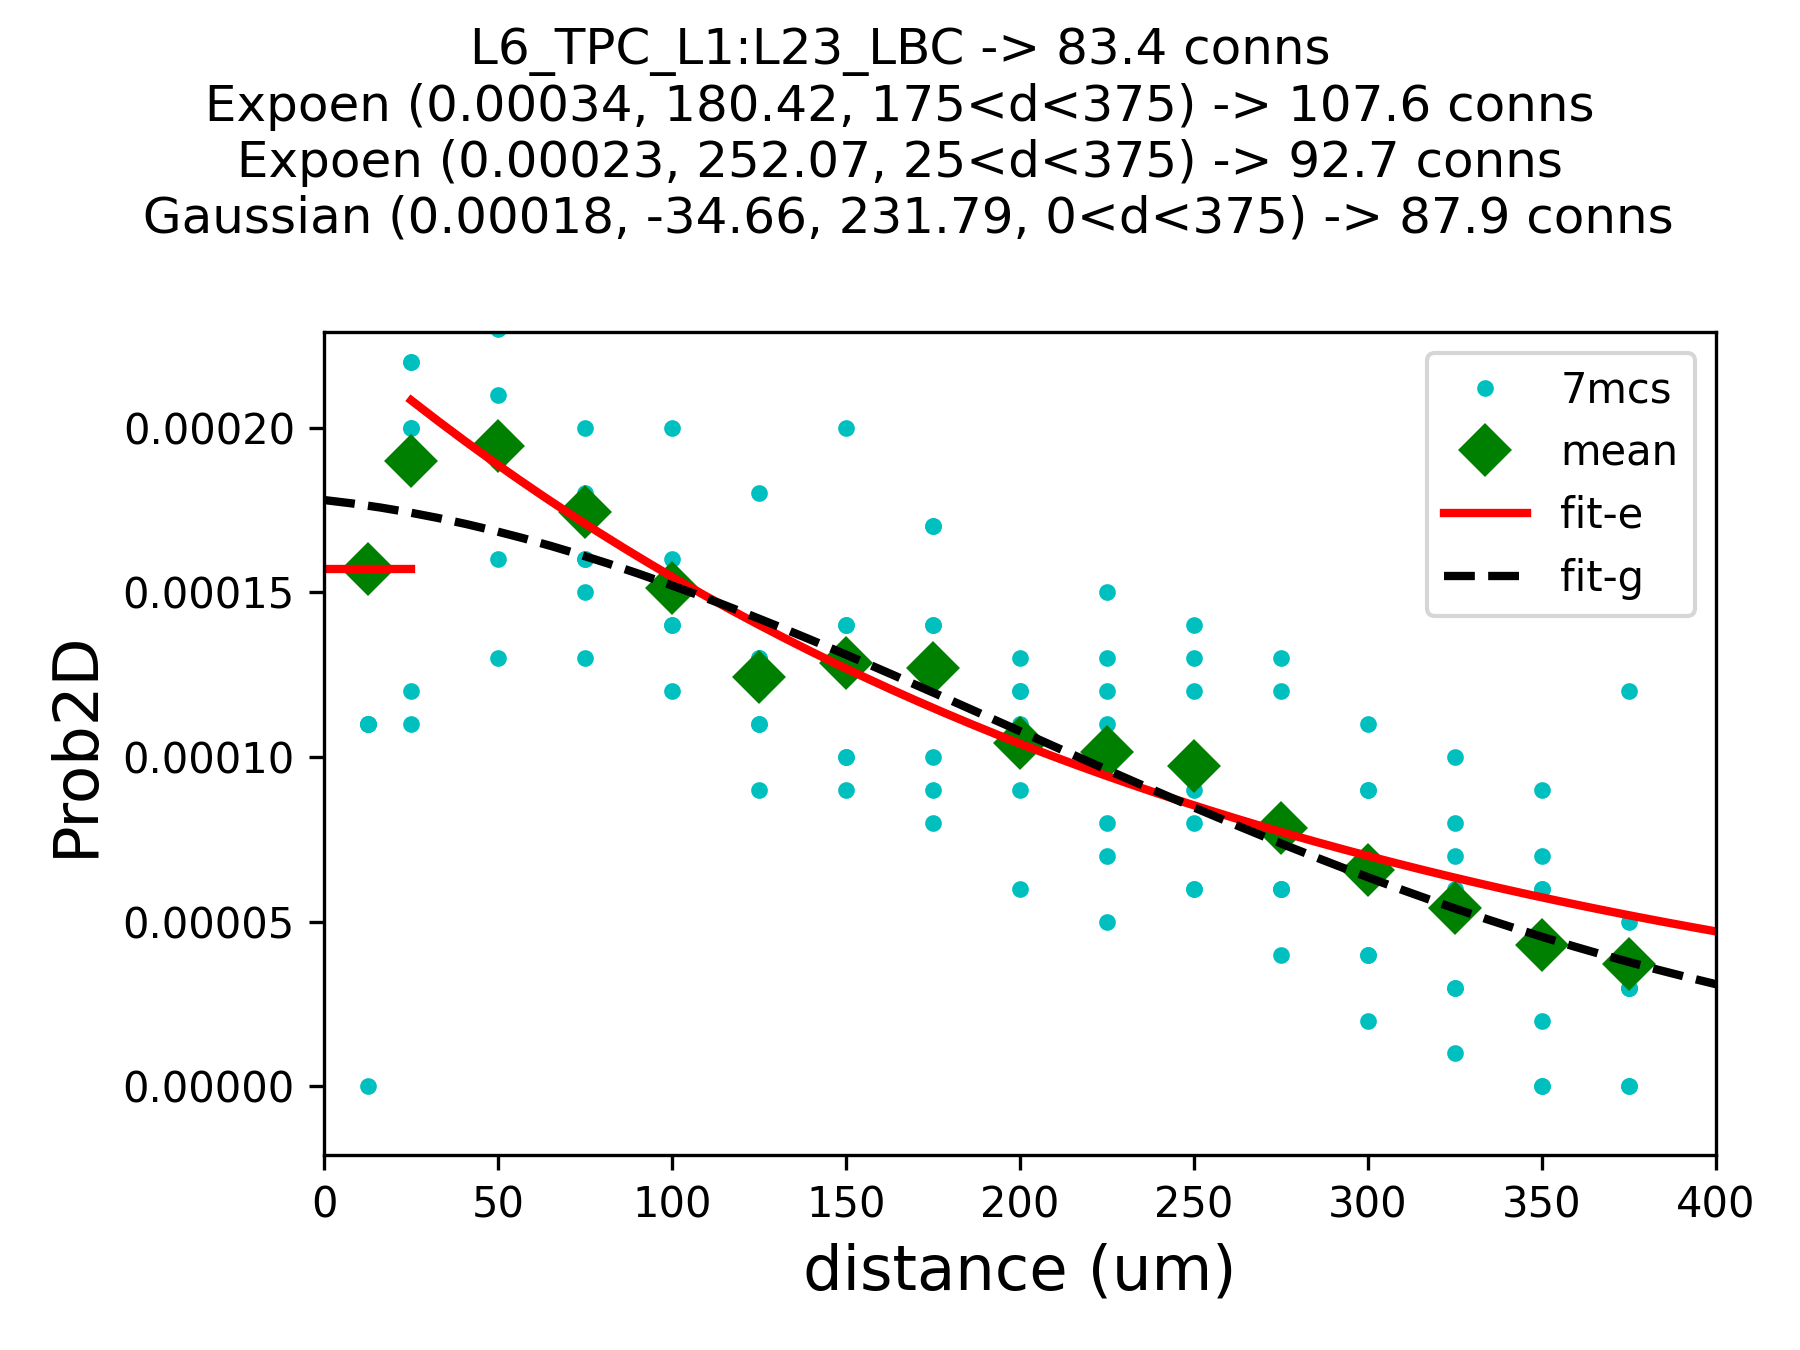 L6_TPC_L1:L23_LBC -> 83.4 conns
Expoen (0.00034, 180.42, 175<d<375) -> 107.6 conns
Expoen (0.00023, 252.07, 25<d<375) -> 92.7 conns
Gaussian (0.00018, -34.66, 231.79, 0<d<375) -> 87.9 conns
7mcs
mean
fit-e
fit-g
Prob2D
0.00020
0.00015
0.00010
0.00005
0.00000
0 50 100 150 200 250 300 350 400
distance (um)